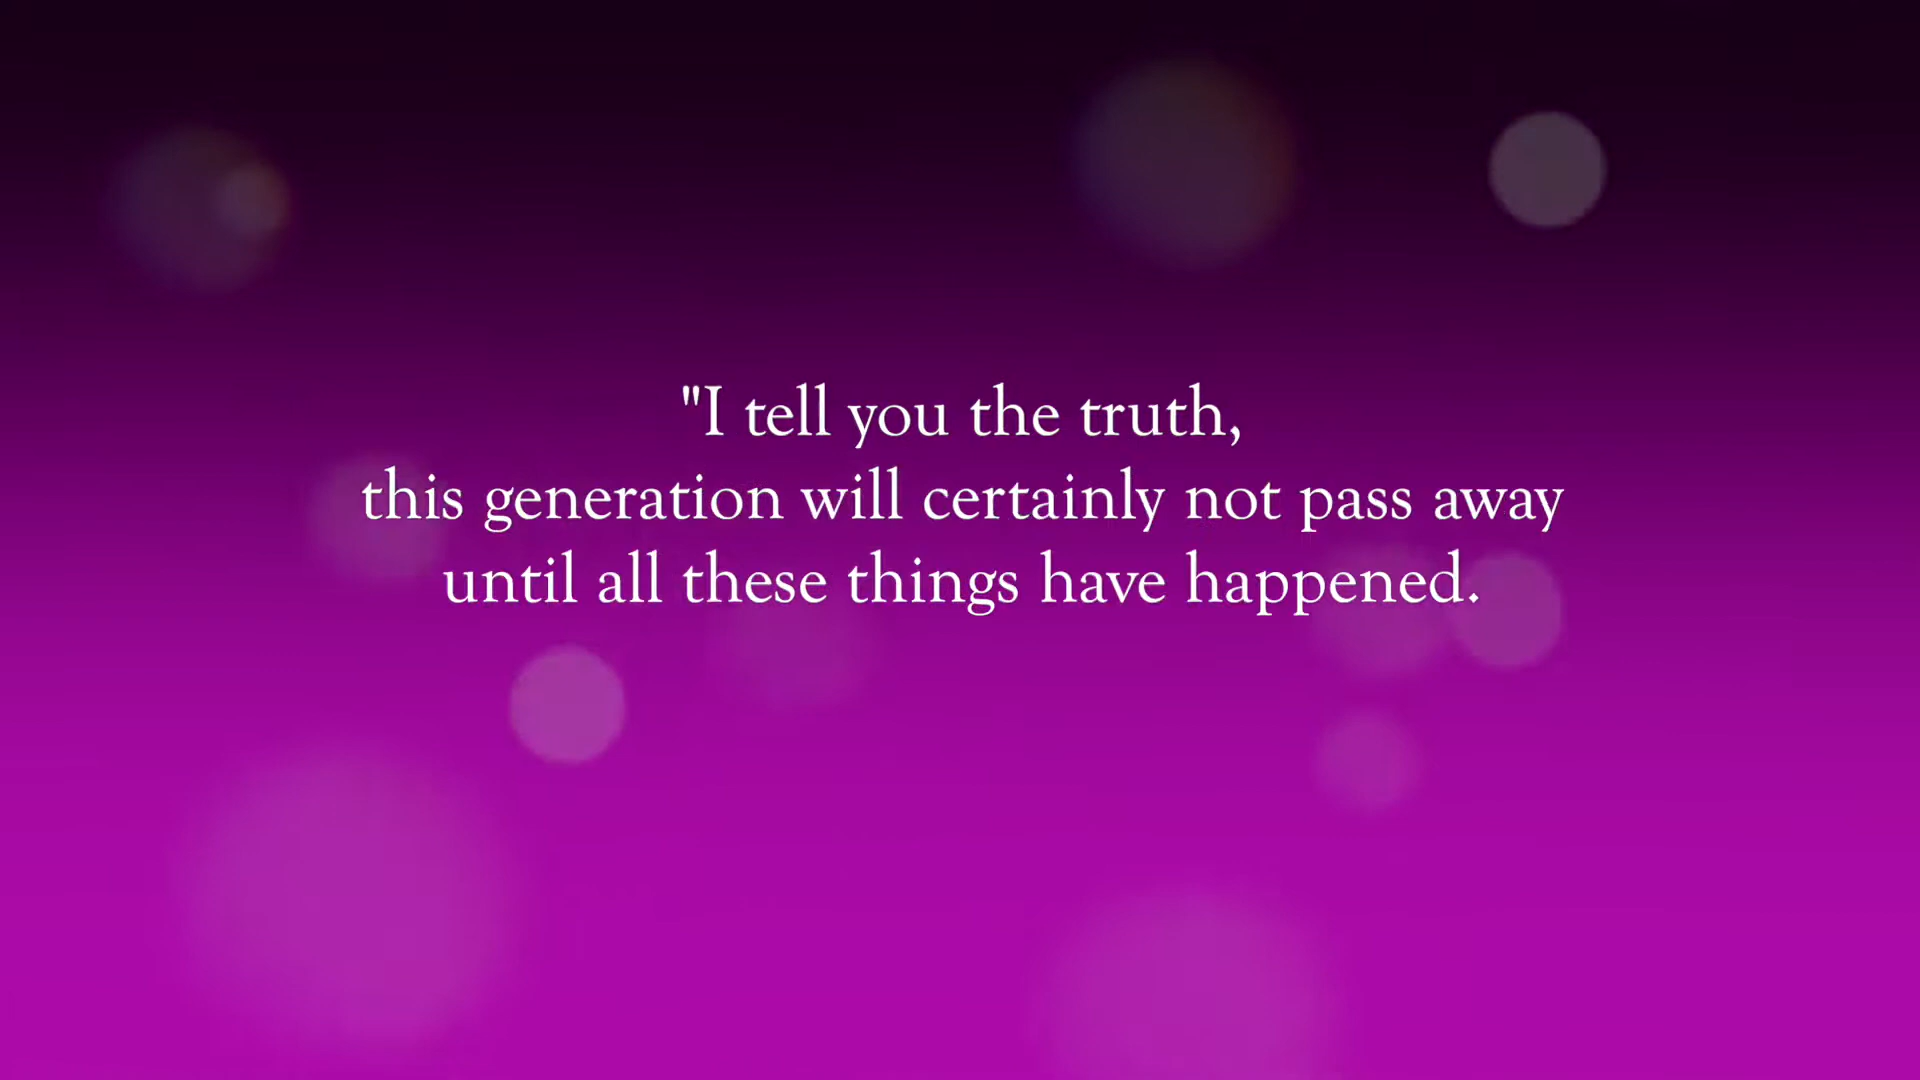 "I tell you the truth,
this generation will certainly not pass away
until all these things have happened.